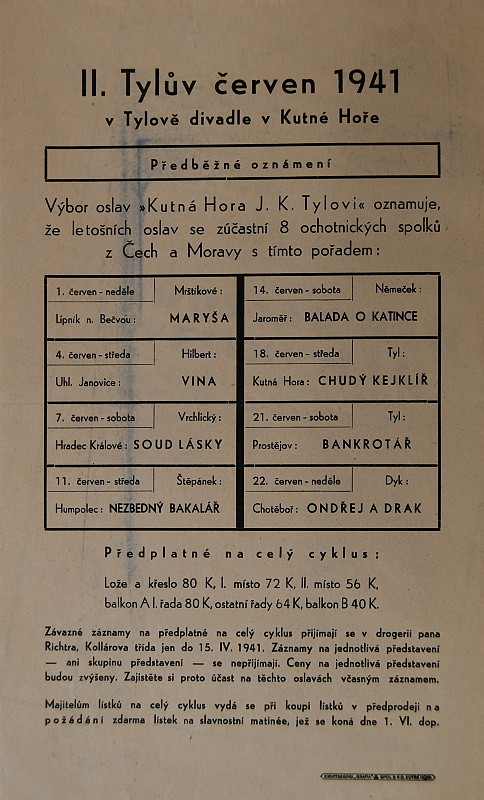 II. Tylův červen 1941
v Tylově divadle v Kutné Hoře
Předběžné oznámení
Výbor oslav »Kutná Hora J. K. Tylovi« oznamuje,
že letošních oslav se zúčastní 8 ochotnických spolků
z Čech a Moravy s tímto pořadem:
1. červen - neděle Mrštíkové:
Lipník n. Bečvou: MARYŠA
4. červen - středa Hilbert:
Uhl. Janovice: VINA
7. červen - sobota Vrchlický:
Hradec Králové: SOUD LÁSKY
11. červen - středa Štěpánek:
Humpolec: NEZBEDNÝ BAKALÁŘ
14. červen - sobota Němeček:
Jaroměř: BALADA O KATINCE
18. červen - středa Tyl:
Kutná Hora: CHUDÝ KEJKLÍŘ
21. červen - sobota Tyl:
Prostějov: BANKROTÁŘ
22. červen - neděle Dyk:
Chotěboř: ONDŘEJ A DRAK
Předplatné na celý cyklus:
Lože a křeslo 80 K, I. místo 72 K, II. místo 56 K,
balkon A I. řada 80 K, ostatní řady 64 K, balkon B 40 K.
Závazné záznamy na předplatné na celý cyklus přijímají se v drogerii pana
Richtra, Kollárova třída jen do 15. IV. 1941. Záznamy na jednotlivá představení
— ani skupinu představení — se nepřijímají. Ceny na jednotlivá představení
budou zvýšeny. Zajistěte si proto účast na těchto oslavách včasným záznamem.
Majitelům lístků na celý cyklus vydá se při koupi lístků v předprodeji na
požádání zdarma lístek na slavnostní matinée, jež se koná dne 1. VI. dop.